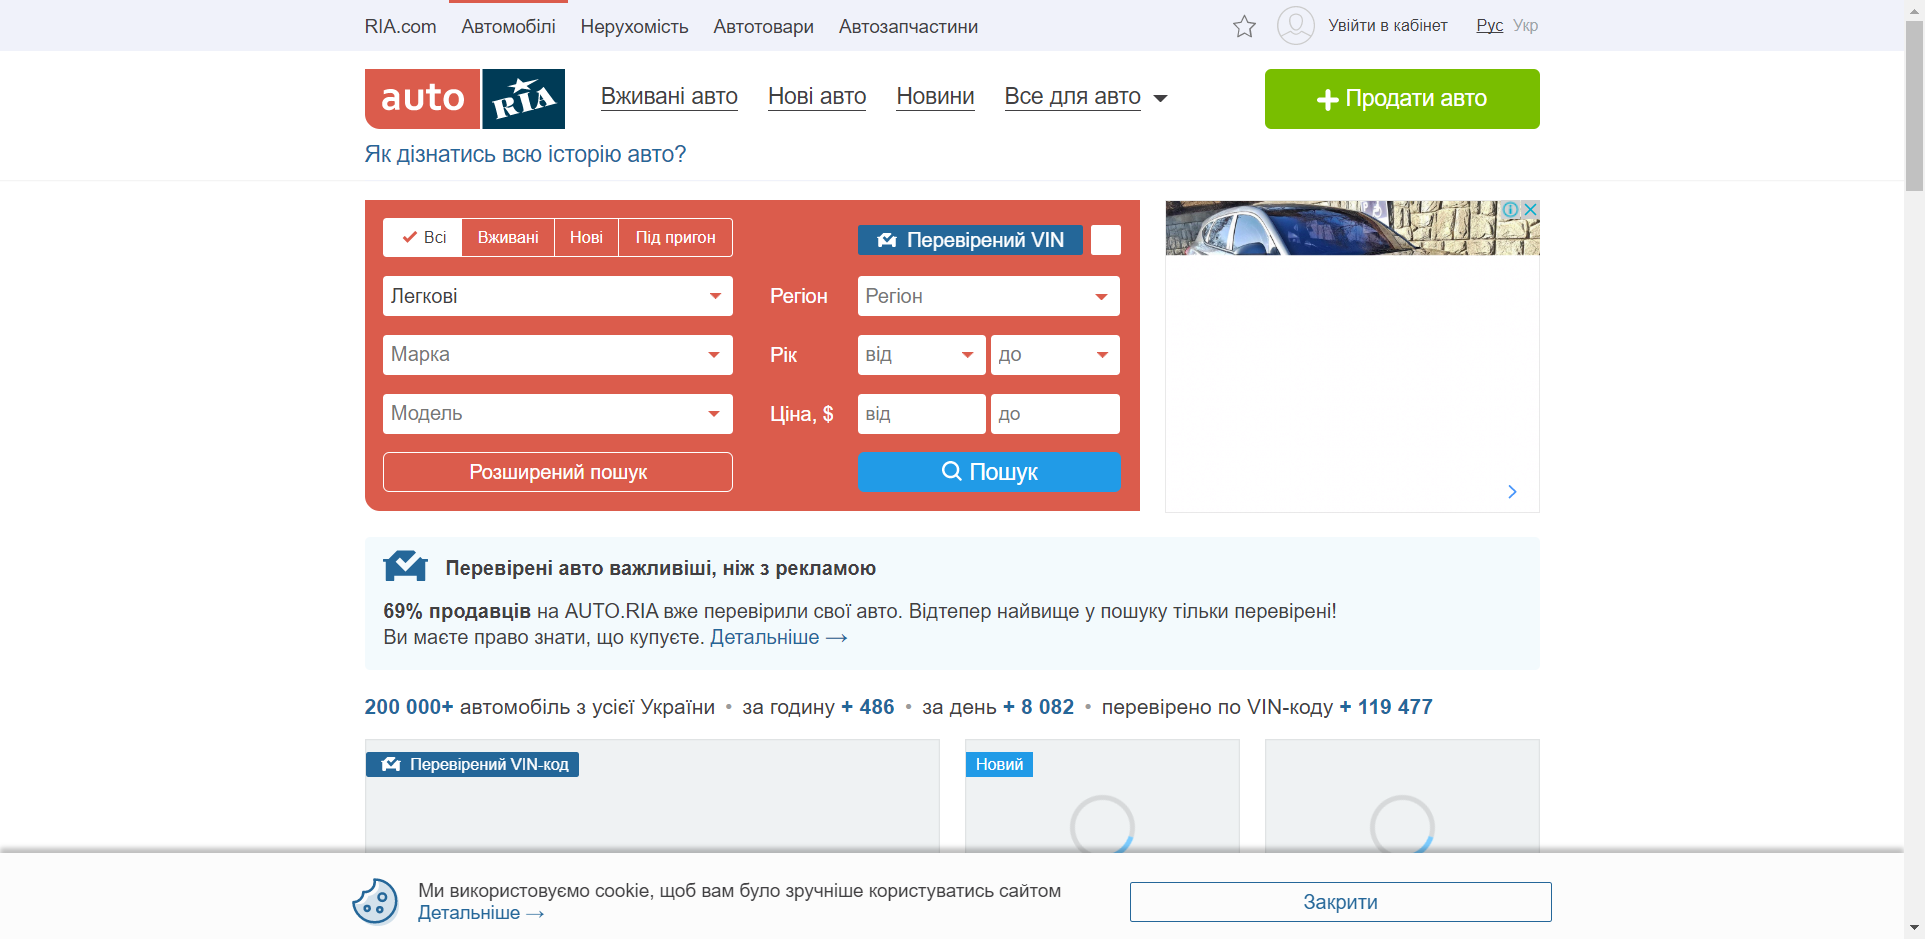 RIA.com Автомобілі Нерухомість Автотовари Автозапчастини Увійти в кабінет Рус Укр
auto RIA Вживані авто Нові авто Новини Все для авто Продати авто
Як дізнатись всю історію авто?
Всі Вживані Нові Під пригон Перевірений VIN
Легкові Регіон Регіон
Марка Рік від до
Модель Ціна, $ від до
Розширений пошук Пошук
Перевірені авто важливіші, ніж з рекламою
69% продавців на AUTO.RIA вже перевірили свої авто. Відтепер найвище у пошуку тільки перевірені!
Ви маєте право знати, що купуєте. Детальніше →
200 000+ автомобіль з усієї України • за годину + 486 • за день + 8 082 • перевірено по VIN-коду + 119 477
Перевірений VIN-код Новий
Ми використовуємо cookie, щоб вам було зручніше користуватись сайтом
Детальніше →
Закрити